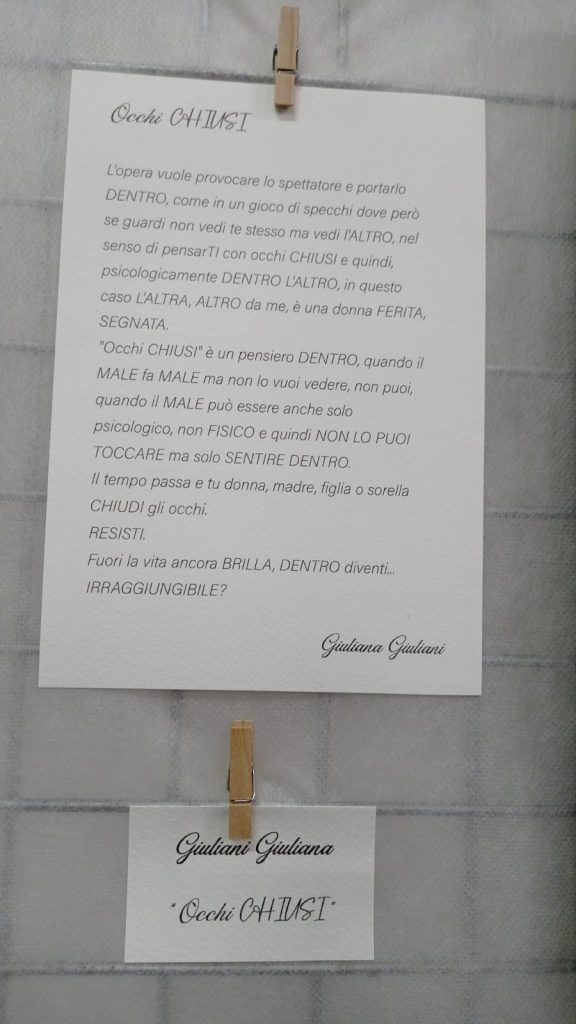 Occhi CHIUSI
L'opera vuole provocare lo spettatore e portarlo
DENTRO, come in un gioco di specchi dove però
se guardi non vedi te stesso ma vedi l'ALTRO, nel
senso di pensarTI con occhi CHIUSI e quindi,
psicologicamente DENTRO L'ALTRO, in questo
caso L'ALTRA, ALTRO da me, è una donna FERITA,
SEGNATA.
"Occhi CHIUSI" è un pensiero DENTRO, quando il
MALE fa MALE ma non lo vuoi vedere, non puoi,
quando il MALE può essere anche solo
psicologico, non FISICO e quindi NON LO PUOI
TOCCARE ma solo SENTIRE DENTRO.
Il tempo passa e tu donna, madre, figlia o sorella
CHIUDI gli occhi.
RESISTI.
Fuori la vita ancora BRILLA, DENTRO diventi...
IRRAGGIUNGIBILE?
Giuliana Giuliani
Giuliani Giuliana
"Occhi CHIUSI"